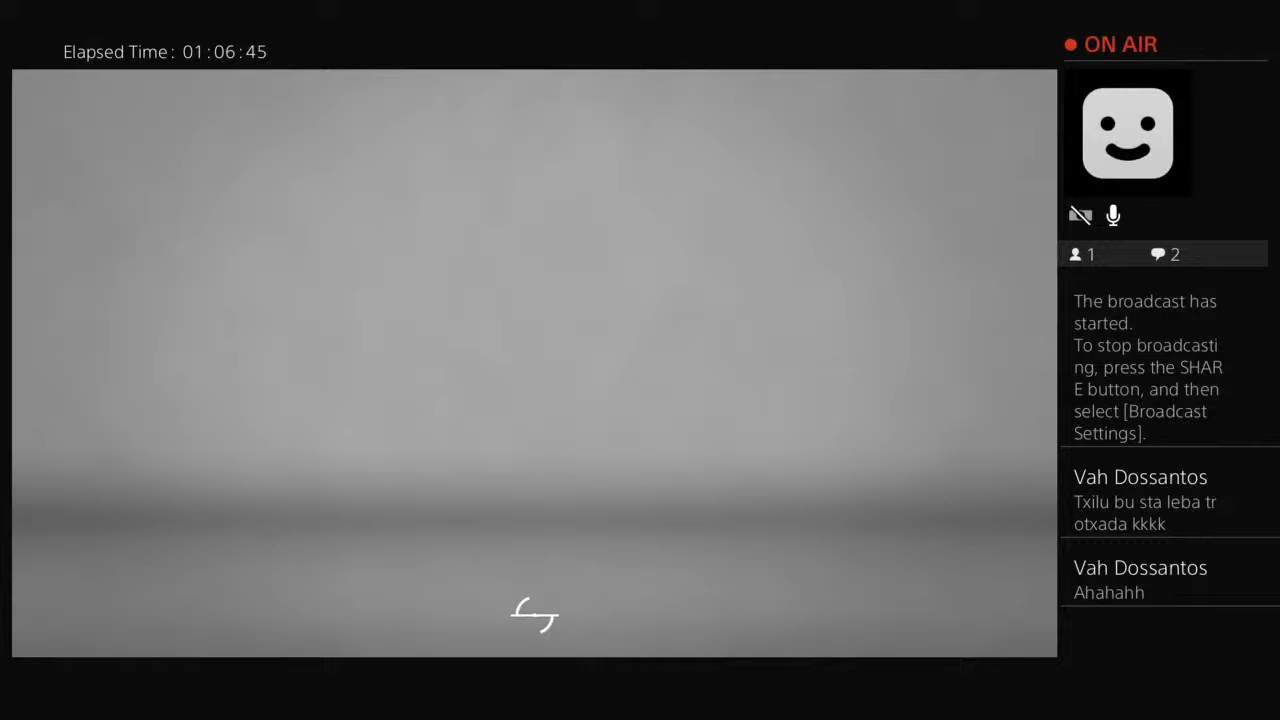 Elapsed Time: 01:06:45
ON AIR
1 2
The broadcast has
started.
To stop broadcasti
ng, press the SHAR
E button, and then
select [Broadcast
Settings].
Vah Dossantos
Txilu bu sta leba tr
otxada kkkk
Vah Dossantos
Ahahahh